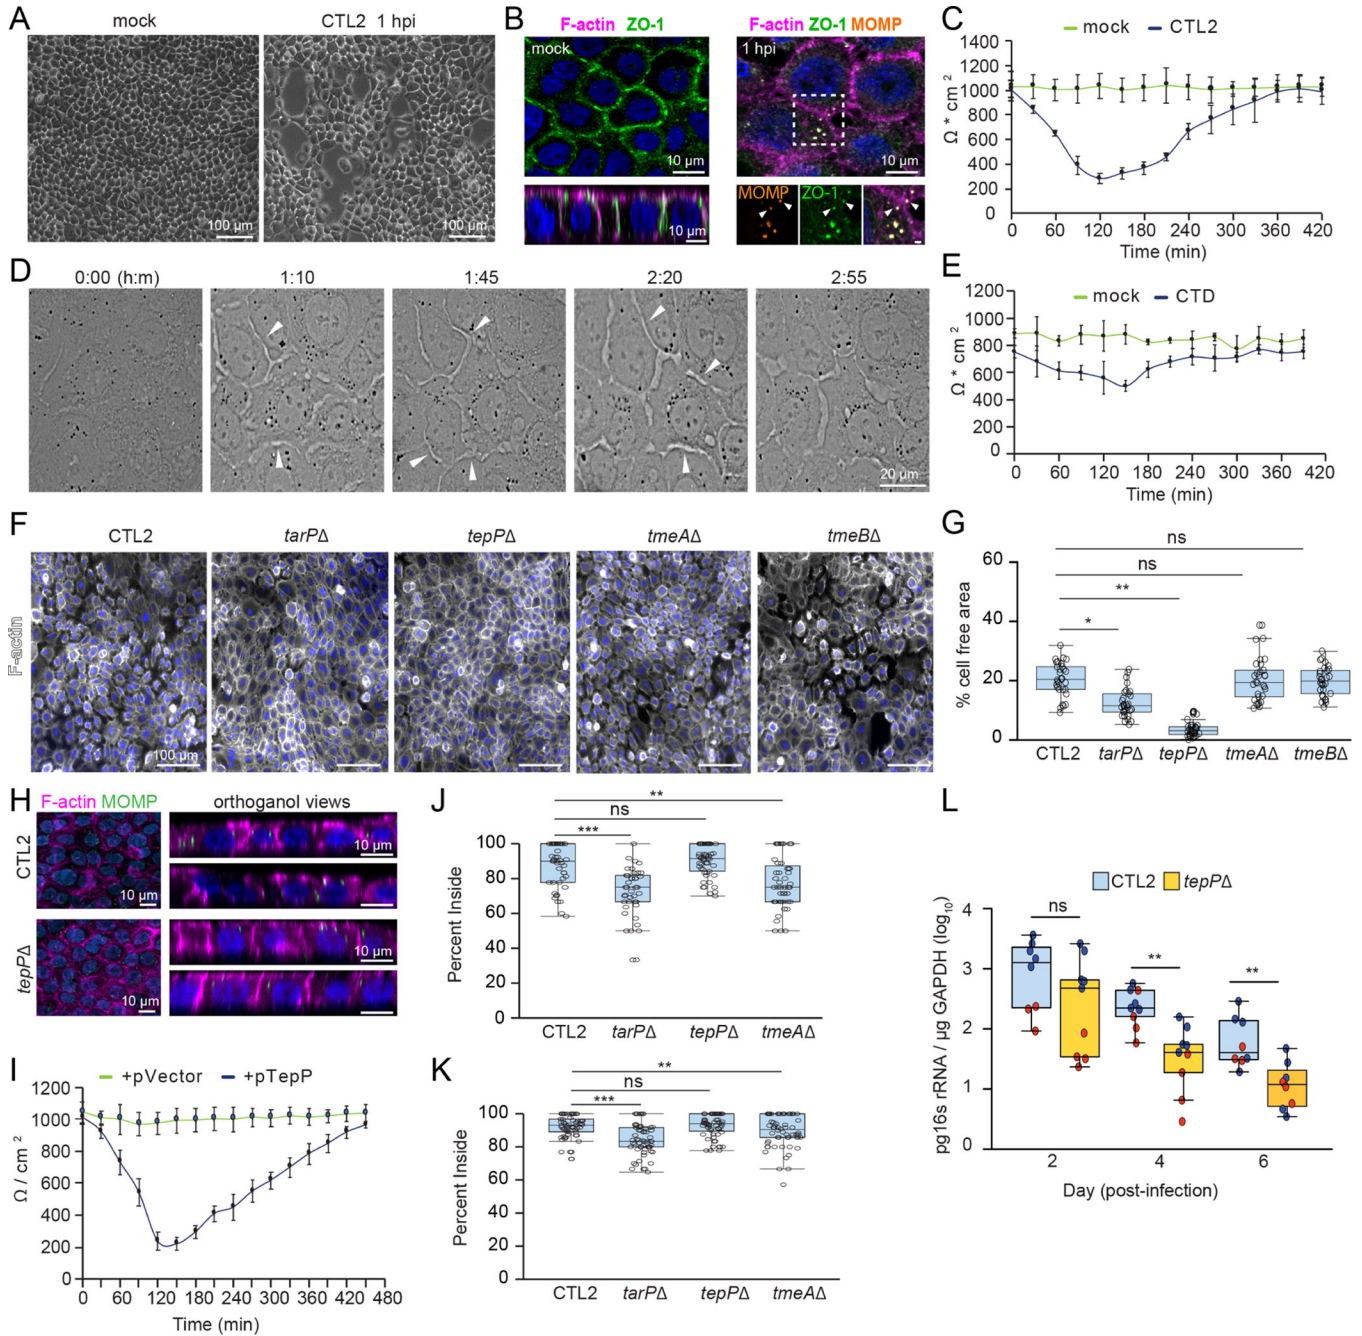 A
mock
CTL2 1 hpi
100 µm
100 µm
B
F-actin ZO-1
F-actin ZO-1 MOMP
mock
1 hpi
10 µm
10 µm
10 µm
MOMP
ZO-1
C
mock
CTL2
Ω * cm 2
1400
1200
1000
800
600
400
200
0
0 60 120 180 240 300 360 420
Time (min)
D
0:00 (h:m)
1:10
1:45
2:20
2:55
20 µm
E
mock
CTD
Ω * cm 2
1200
1000
800
600
400
200
0
0 60 120 180 240 300 360 420
Time (min)
F
CTL2
tarPΔ
tepPΔ
tmeAΔ
tmeBΔ
F-actin
100 µm
G
ns
ns
**
*
% cell free area
60
40
20
0
CTL2 tarPΔ tepPΔ tmeAΔ tmeBΔ
H
F-actin MOMP
orthoganol views
CTL2
10 µm
10 µm
tepPΔ
10 µm
10 µm
I
+pVector
+pTepP
Ω / cm 2
1200
1000
800
600
400
200
0
0 60 120 180 240 300 360 420 480
Time (min)
J
**
ns
***
Percent Inside
100
80
60
40
20
0
CTL2 tarPΔ tepPΔ tmeAΔ
K
**
ns
***
Percent Inside
100
80
60
40
20
0
CTL2 tarPΔ tepPΔ tmeAΔ
L
CTL2
tepPΔ
ns
**
**
pg16s rRNA / µg GAPDH (log10)
4
3
2
1
0
2 4 6
Day (post-infection)